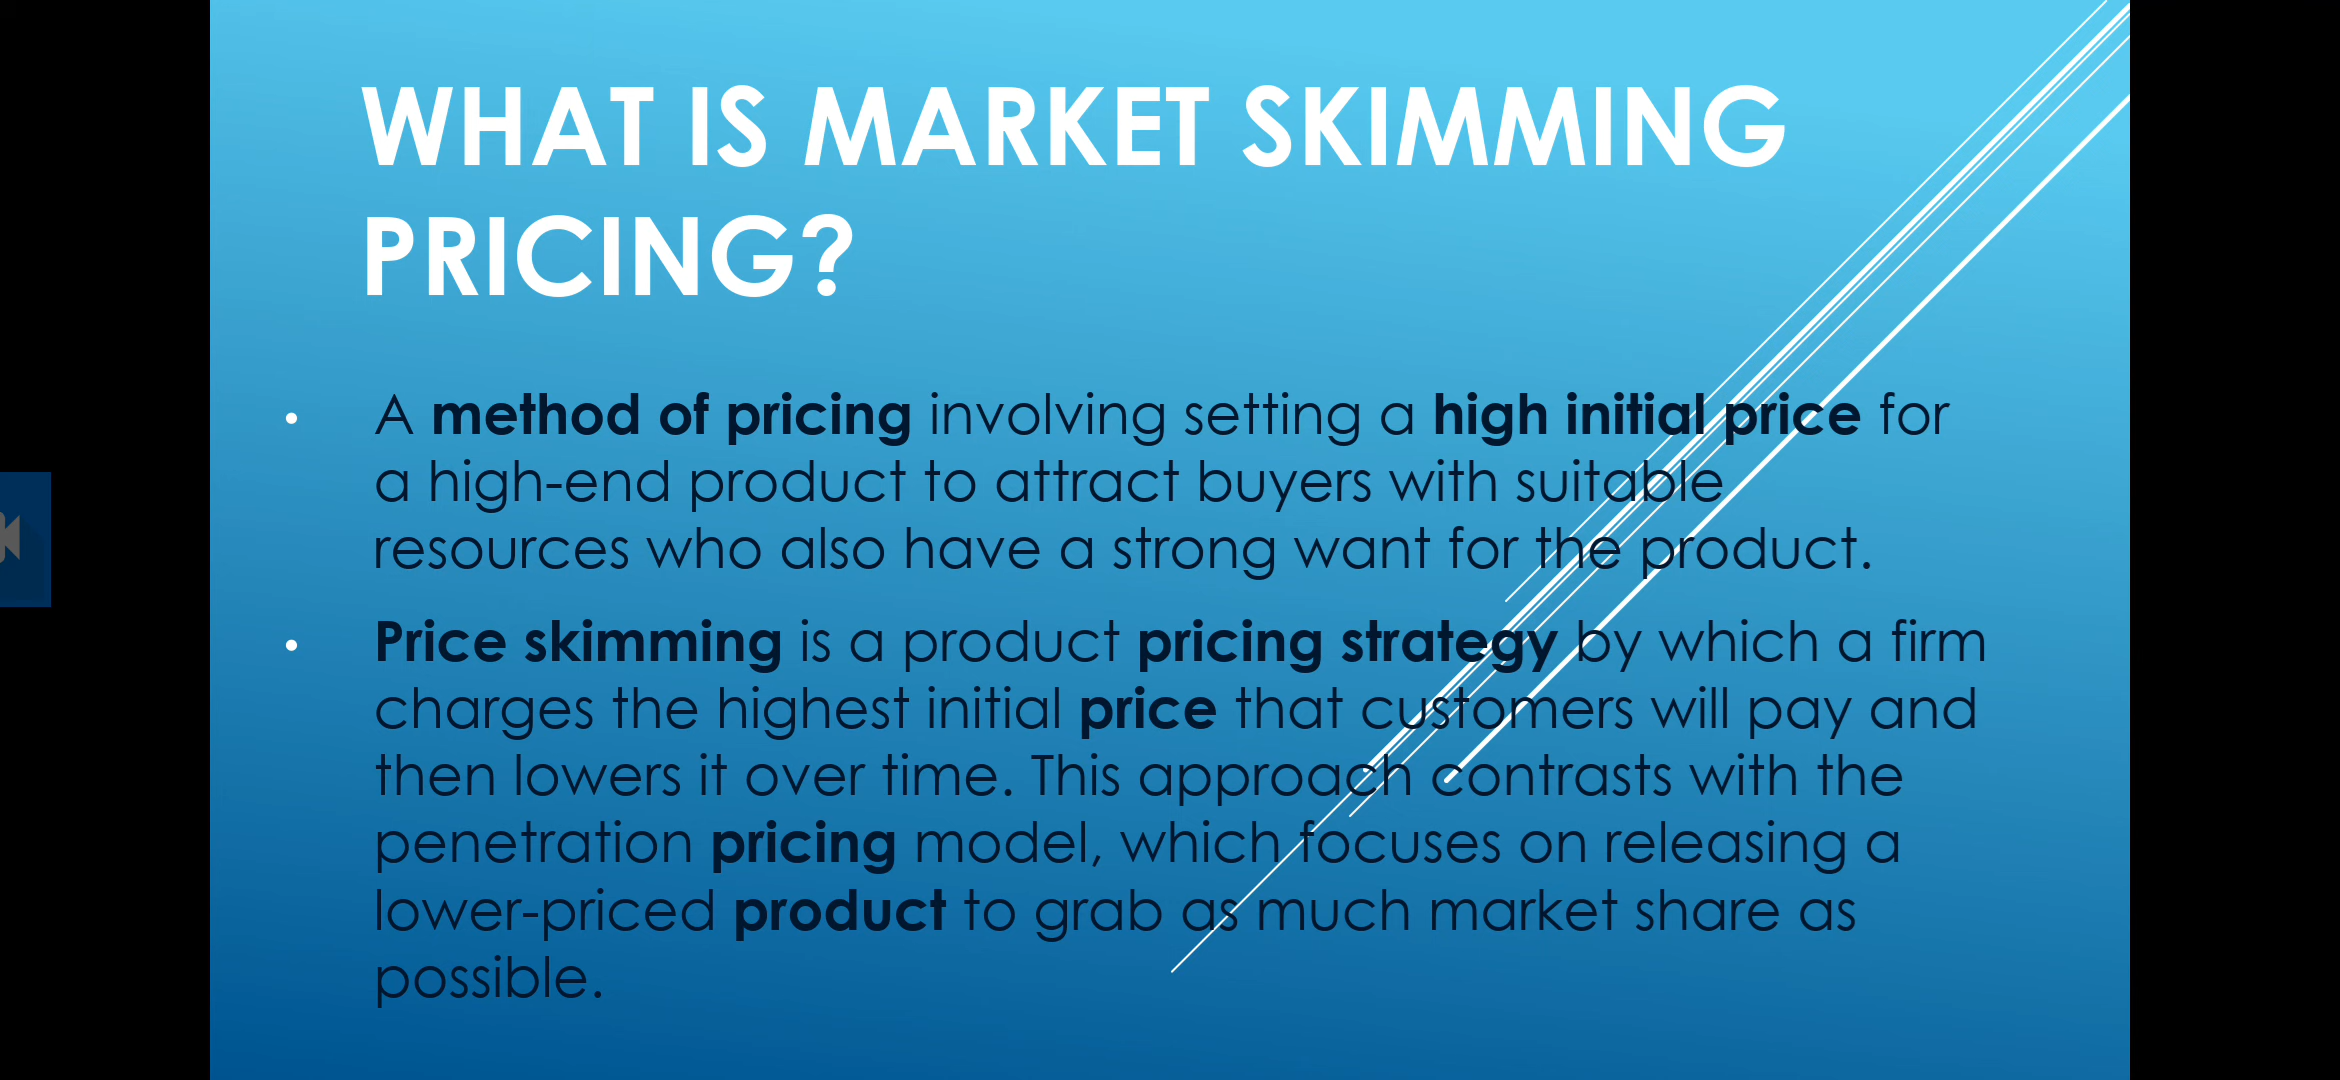 WHAT IS MARKET SKIMMING
PRICING?
• A method of pricing involving setting a high initial price for
a high-end product to attract buyers with suitable
resources who also have a strong want for the product.
• Price skimming is a product pricing strategy by which a firm
charges the highest initial price that customers will pay and
then lowers it over time. This approach contrasts with the
penetration pricing model, which focuses on releasing a
lower-priced product to grab as much market share as
possible.